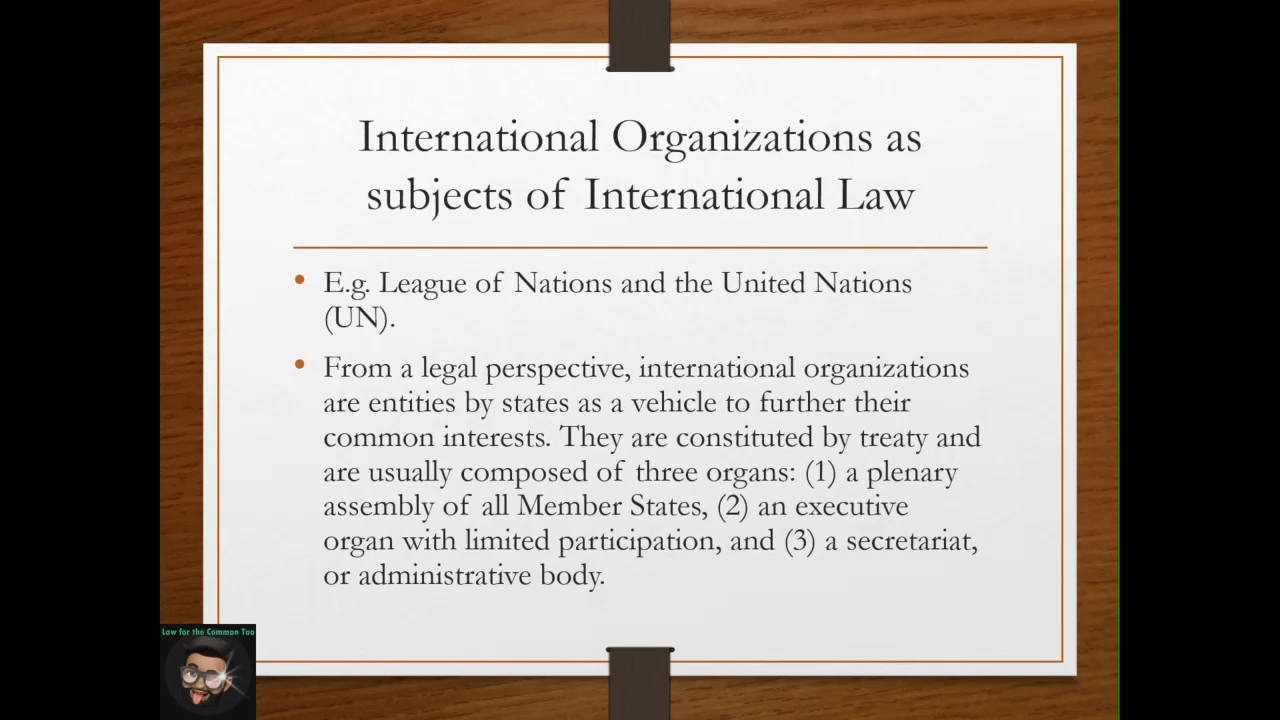 International Organizations as
subjects of International Law
• E.g. League of Nations and the United Nations
(UN).
• From a legal perspective, international organizations
are entities by states as a vehicle to further their
common interests. They are constituted by treaty and
are usually composed of three organs: (1) a plenary
assembly of all Member States, (2) an executive
organ with limited participation, and (3) a secretariat,
or administrative body.
Law for the Common Tao